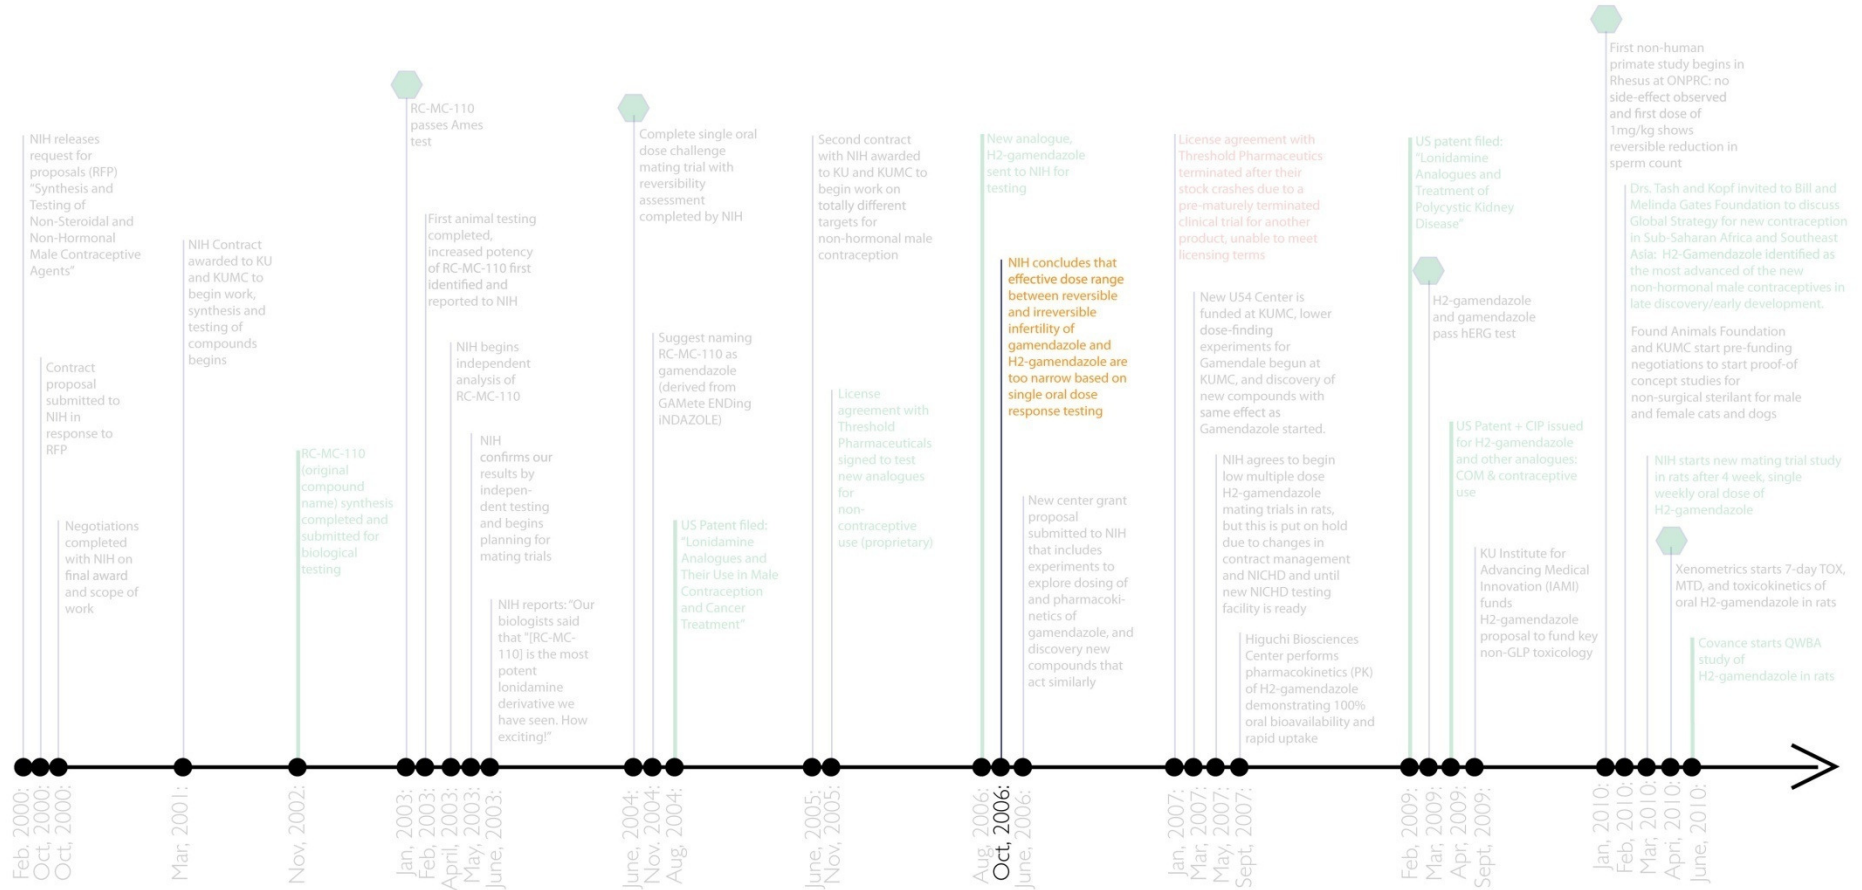 NIH releases
request for
proposals (RFP)
"Synthesis and
Testing of
Non-Steroidal and
Non-Hormonal
Male Contraceptive
Agents"
Contract
proposal
submitted to
NIH in
response to
RFP
Negotiations
completed
with NIH on
final award
and scope of
work
NIH Contract
awarded to KU
and KUMC to
begin work,
synthesis and
testing of
compounds
begins
RC-MC-110
(original
compound
name) synthesis
completed and
submitted for
biological
testing
RC-MC-110
passes Ames
test
First animal testing
completed,
increased potency
of RC-MC-110 first
identified and
reported to NIH
NIH begins
independent
analysis of
RC-MC-110
NIH
confirms our
results by
indepen-
dent testing
and begins
planning for
mating trials
NIH reports: "Our
biologists said
that "[RC-MC-
110] is the most
potent
lonidamine
derivative we
have seen. How
exciting!"
Complete single oral
dose challenge
mating trial with
reversibility
assessment
completed by NIH
Suggest naming
RC-MC-110 as
gamendazole
(derived from
GAMete ENDing
iNDAZOLE)
US Patent filed:
"Lonidamine
Analogues and
Their Use in Male
Contraception
and Cancer
Treatment"
Second contract
with NIH awarded
to KU and KUMC to
begin work on
totally different
targets for
non-hormonal male
contraception
License
agreement with
Threshold
Pharmaceuticals
signed to test
new analogues
for
non-
contraceptive
use (proprietary)
New analogue,
H2-gamendazole
sent to NIH for
testing
NIH concludes that
effective dose range
between reversible
and irreversible
infertility of
gamendazole and
H2-gamendazole are
too narrow based on
single oral dose
response testing
New center grant
proposal
submitted to NIH
that includes
experiments to
explore dosing of
and pharmacoki-
netics of
gamendazole, and
discovery new
compounds that
act similarly
License agreement with
Threshold Pharmaceutics
terminated after their
stock crashes due to a
pre-maturely terminated
clinical trial for another
product, unable to meet
licensing terms
New U54 Center is
funded at KUMC, lower
dose-finding
experiments for
Gamendale begun at
KUMC, and discovery of
new compounds with
same effect as
Gamendazole started.
NIH agrees to begin
low multiple dose
H2-gamendazole
mating trials in rats,
but this is put on hold
due to changes in
contract management
and NICHD and until
new NICHD testing
facility is ready
Higuchi Biosciences
Center performs
pharmacokinetics (PK)
of H2-gamendazole
demonstrating 100%
oral bioavailability and
rapid uptake
US patent filed:
"Lonidamine
Analogues and
Treatment of
Polycystic Kidney
Disease"
H2-gamendazole
and gamendazole
pass hERG test
US Patent + CIP issued
for H2-gamendazole
and other analogues:
COM & contraceptive
use
KU Institute for
Advancing Medical
Innovation (IAMI)
funds
H2-gamendazole
proposal to fund key
non-GLP toxicology
First non-human
primate study begins in
Rhesus at ONPRC: no
side-effect observed
and first dose of
1mg/kg shows
reversible reduction in
sperm count
Drs. Tash and Kopf invited to Bill and
Melinda Gates Foundation to discuss
Global Strategy for new contraception
in Sub-Saharan Africa and Southeast
Asia: H2-Gamendazole identified as
the most advanced of the new
non-hormonal male contraceptives in
late discovery/early development.
Found Animals Foundation
and KUMC start pre-funding
negotiations to start proof-of
concept studies for
non-surgical sterilant for male
and female cats and dogs
NIH starts new mating trial study
in rats after 4 week, single
weekly oral dose of
H2-gamendazole
Xenometrics starts 7-day TOX,
MTD, and toxicokinetics of
oral H2-gamendazole in rats
Covance starts QWBA
study of
H2-gamendazole in rats
Feb. 2000:
Oct, 2000:
Oct, 2000:
Mar, 2001:
Nov, 2002:
Jan, 2003:
Feb, 2003:
April, 2003:
May, 2003:
June, 2003:
June, 2004:
Nov. 2004:
Aug, 2004:
June, 2005:
Nov, 2005:
Aug, 2006:
Oct, 2006:
June, 2006:
Jan, 2007:
Mar, 2007:
May, 2007:
Sept, 2007:
Feb, 2009:
Mar, 2009:
Apr, 2009:
Sept, 2009:
Jan, 2010:
Feb, 2010:
Mar, 2010:
April, 2010:
June, 2010: